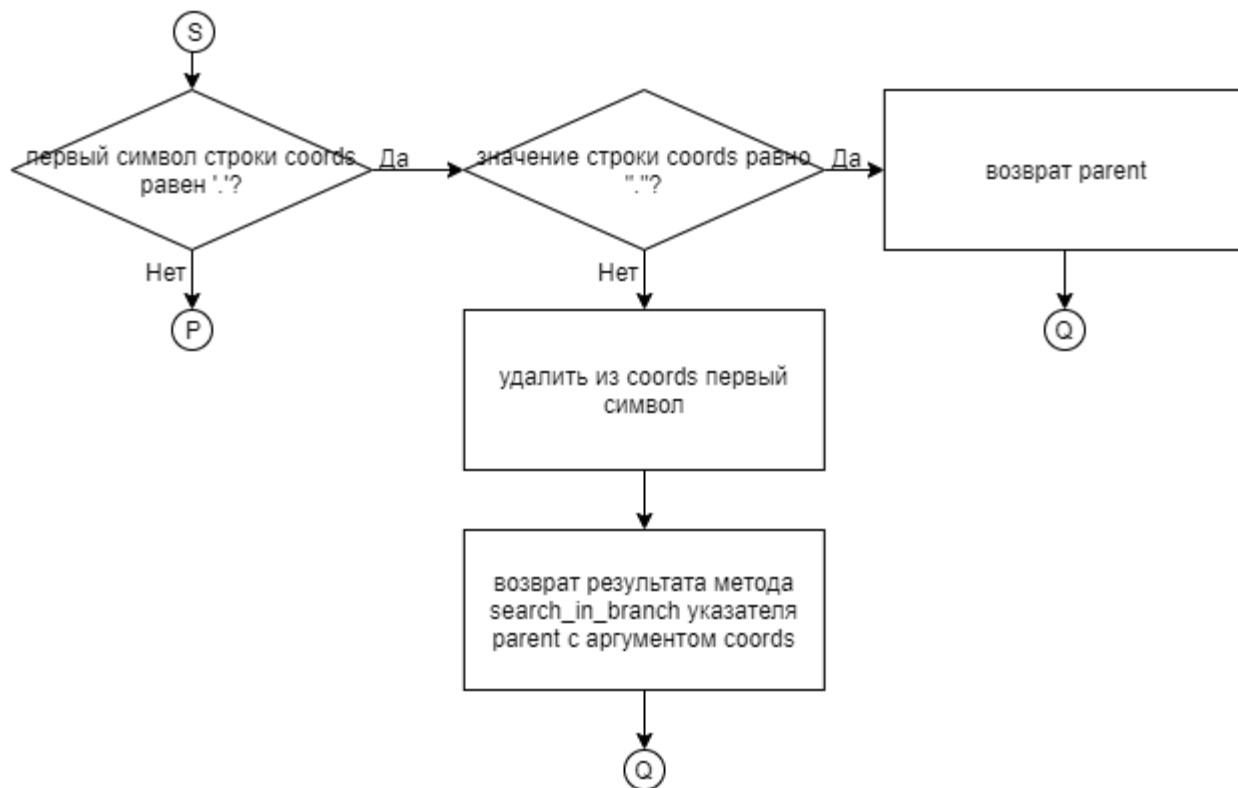 S
первый символ строки coords
равен '.'?
Да
значение строки coords равно
"."?
Да
возврат parent
Нет
P
Нет
Q
удалить из coords первый
символ
возврат результата метода
search_in_branch указателя
parent с аргументом coords
Q